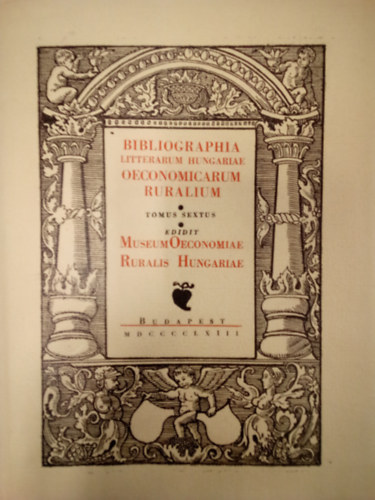 BIBLIOGRAPHIA
LITTERARUM HUNGARIAE
OECONOMICARUM
RURALIUM
TOMUS SEXTUS
EDIDIT
MUSEUM OECONOMIAE
RURALIS HUNGARIAE
BUDAPEST
MDCCCCLXIII